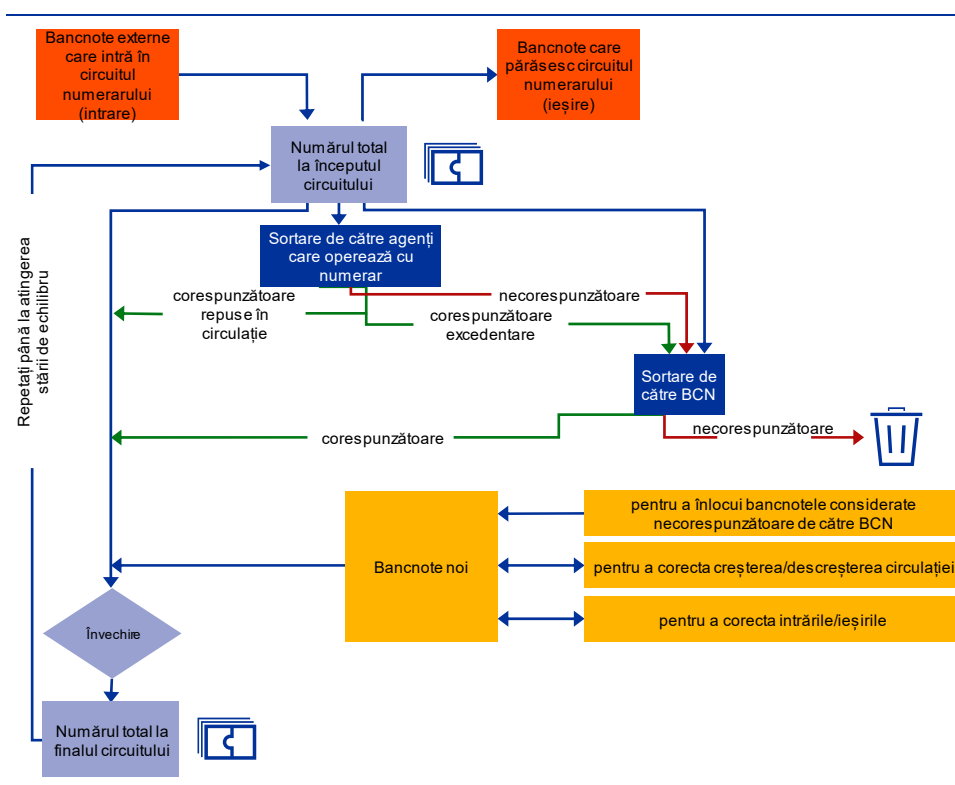 Bancnote externe
care intră în
circuitul
numerarului
(intrare)
Bancnote care
părăsesc circuitul
numerarului
(ieșire)
Numărul total
la începutul
circuitului
Sortare de către agenți
care operează cu
numerar
corespunzătoare
repuse în
circulație
necorespunzătoare
corespunzătoare
excedentare
Repetați până la atingerea
stării de echilibru
Sortare de
către BCN
corespunzătoare
necorespunzătoare
Bancnote noi
pentru a înlocui bancnotele considerate
necorespunzătoare de către BCN
pentru a corecta creșterea/descreșterea circulației
pentru a corecta intrările/ieșirile
Învechire
Numărul total la
finalul circuitului